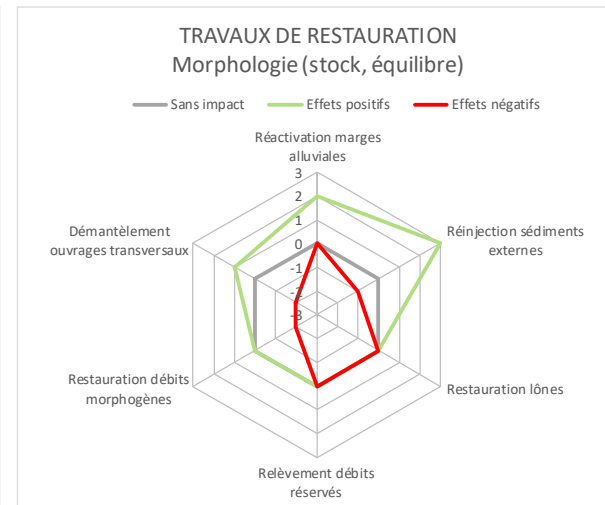 TRAVAUX DE RESTAURATION
Morphologie (stock, équilibre)
Sans impact Effets positifs Effets négatifs
Réactivation marges
alluviales
3
2
1
0
-1
-2
-3
Démantèlement
ouvrages transversaux
Réinjection sédiments
externes
Restauration débits
morphogènes
Restauration lônes
Relèvement débits
réservés